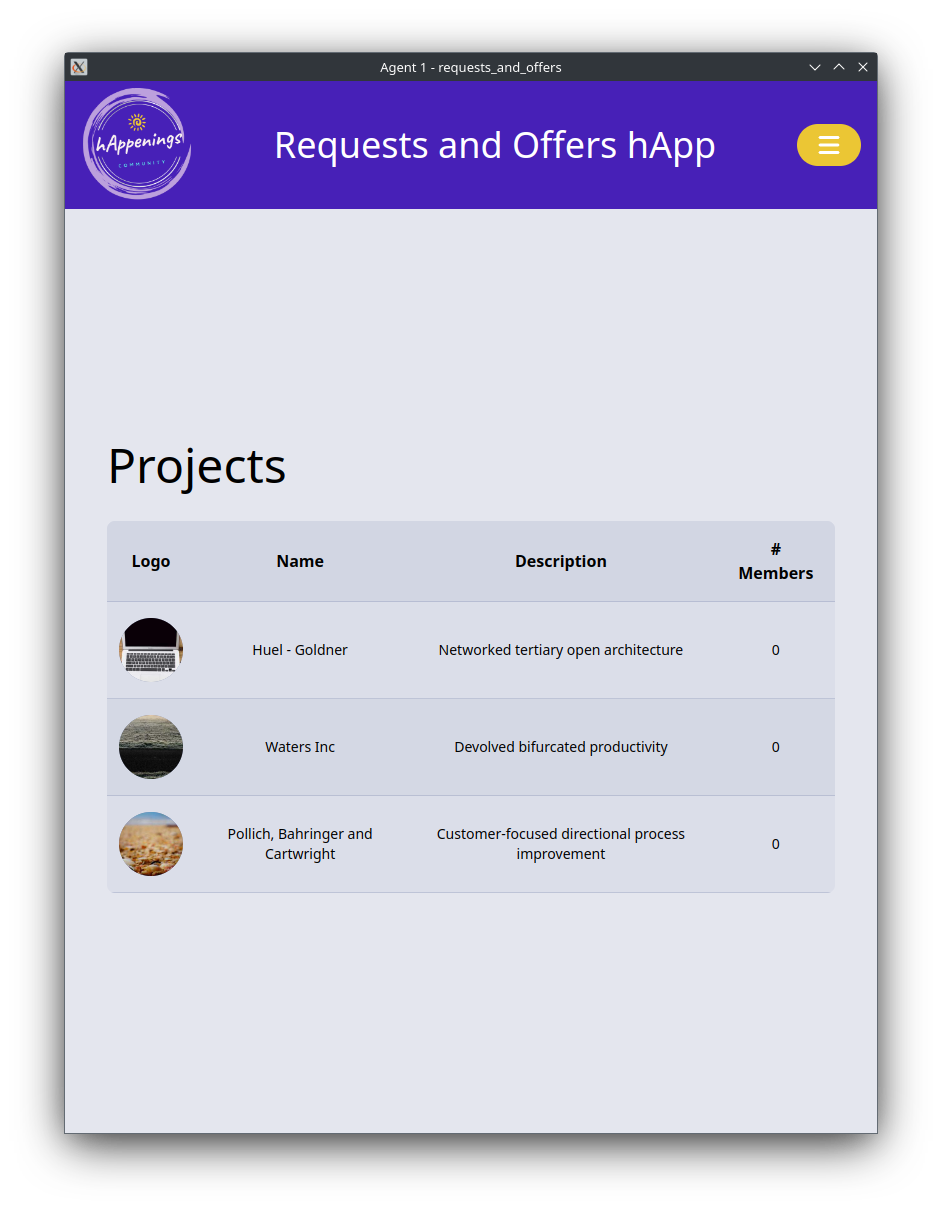 Agent 1 - requests_and_offers
hAppenings
COMMUNITY
Requests and Offers hApp
Projects
Logo Name Description # Members
Huel - Goldner Networked tertiary open architecture 0
Waters Inc Devolved bifurcated productivity 0
Pollich, Bahringer and Cartwright Customer-focused directional process improvement 0